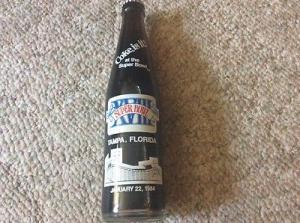 Coke is it!
at the
Super Bowl
XVIII
SUPER BOWL
TAMPA, FLORIDA
JANUARY 22, 1984